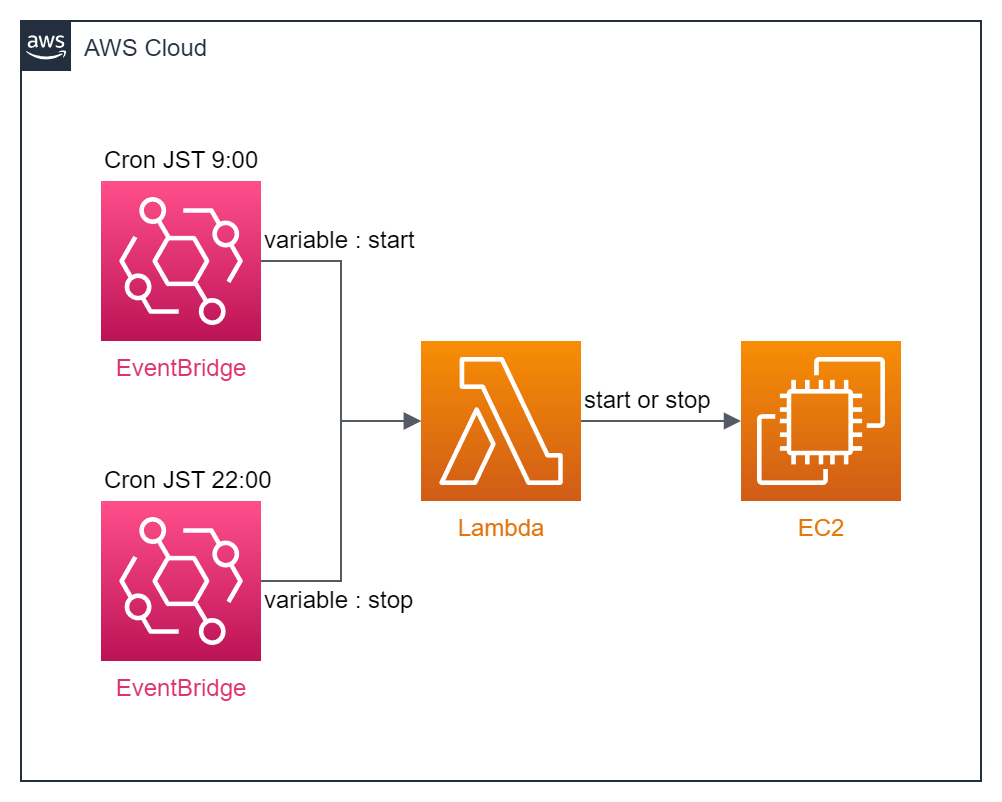 aws
AWS Cloud
Cron JST 9:00
variable : start
EventBridge
start or stop
Lambda
EC2
Cron JST 22:00
variable : stop
EventBridge